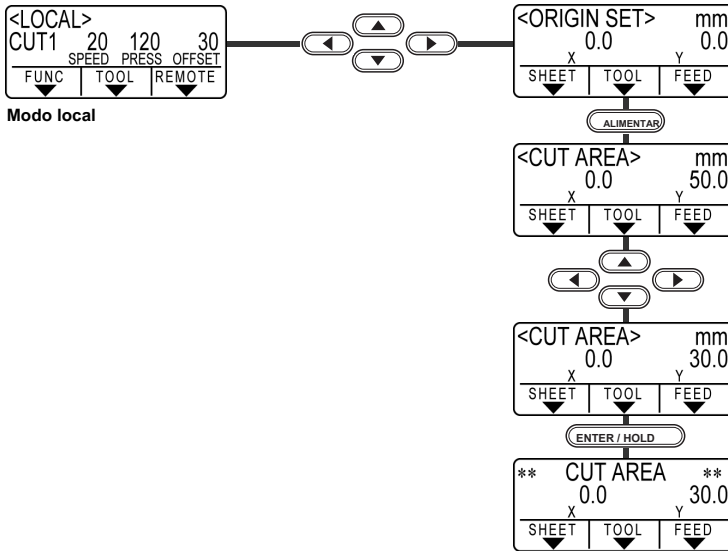 <LOCAL>
CUT1 20 120 30
SPEED PRESS OFFSET
FUNC TOOL REMOTE
Modo local
<ORIGIN SET> mm
0.0 0.0
X Y
SHEET TOOL FEED
ALIMENTAR
<CUT AREA> mm
0.0 50.0
X Y
SHEET TOOL FEED
<CUT AREA> mm
0.0 30.0
X Y
SHEET TOOL FEED
ENTER / HOLD
** CUT AREA **
0.0 30.0
X Y
SHEET TOOL FEED